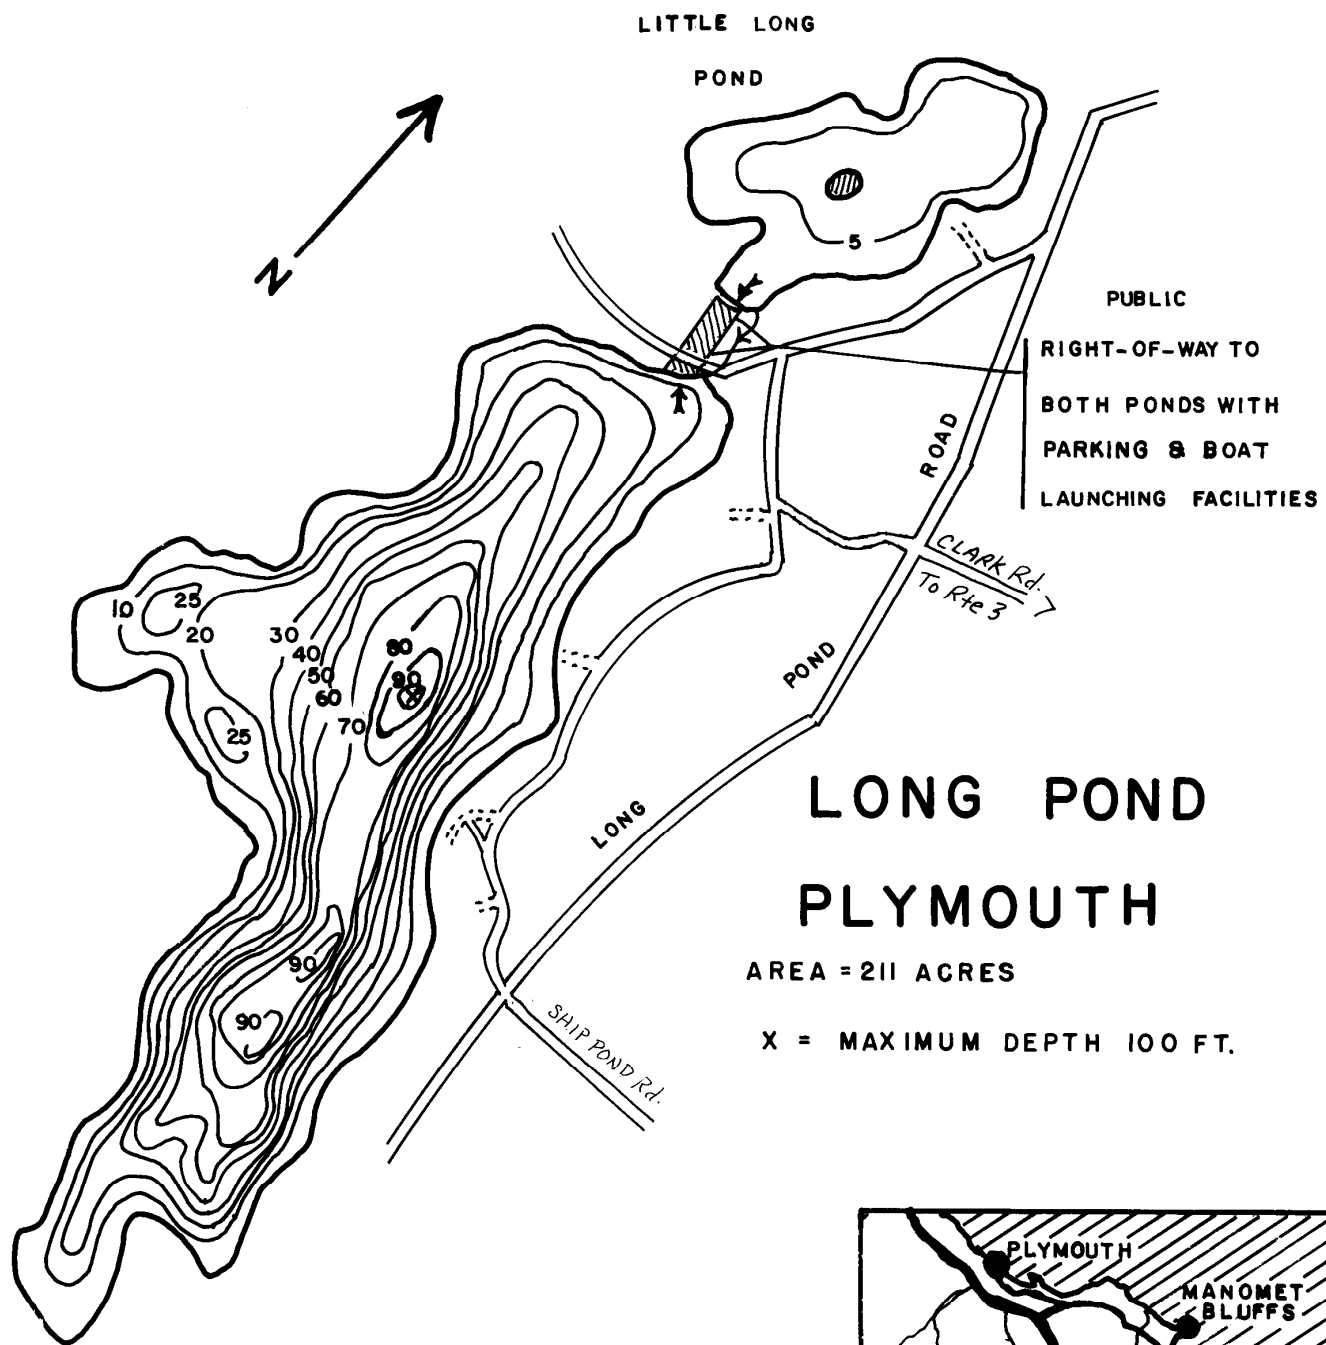 LITTLE LONG
POND
N
5
PUBLIC
RIGHT-OF-WAY TO
BOTH PONDS WITH
PARKING & BOAT
LAUNCHING FACILITIES
ROAD
CLARK Rd.
To Rte 3
POND
LONG
SHIP POND Rd.
10
25
20
30
40
50
60
70
80
90
X
25
90
90
LONG POND
PLYMOUTH
AREA = 211 ACRES
X = MAXIMUM DEPTH 100 FT.
PLYMOUTH
MANOMET
BLUFFS